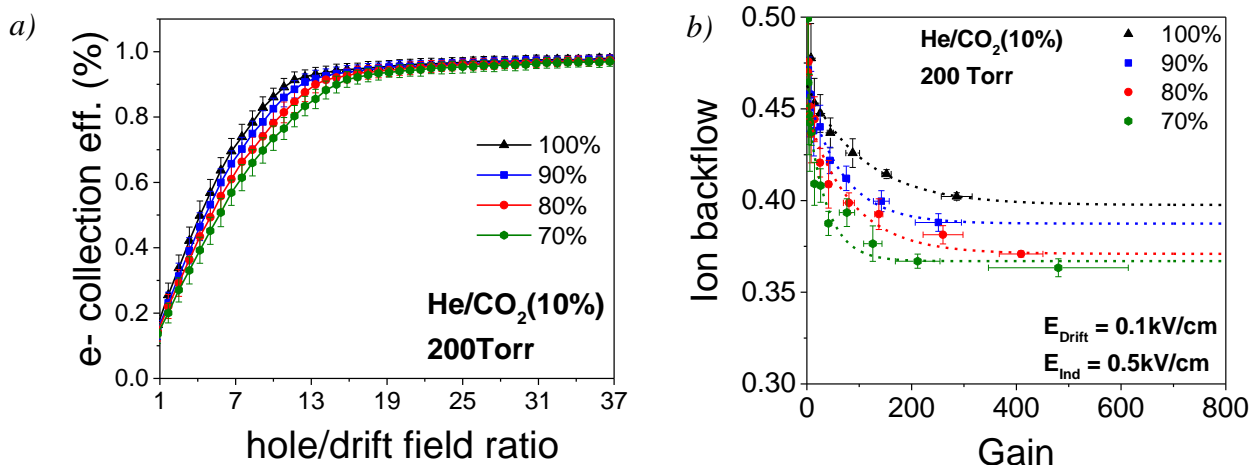 a)
e- collection eff. (%)
1.0
0.8
0.6
0.4
0.2
0.0
100%
90%
80%
70%
He/CO₂(10%)
200Torr
1 7 13 19 25 31 37
hole/drift field ratio
b)
Ion backflow
0.50
0.45
0.40
0.35
0.30
He/CO₂(10%)
200 Torr
100%
90%
80%
70%
E_Drift = 0.1kV/cm
E_Ind = 0.5kV/cm
0 200 400 600 800
Gain